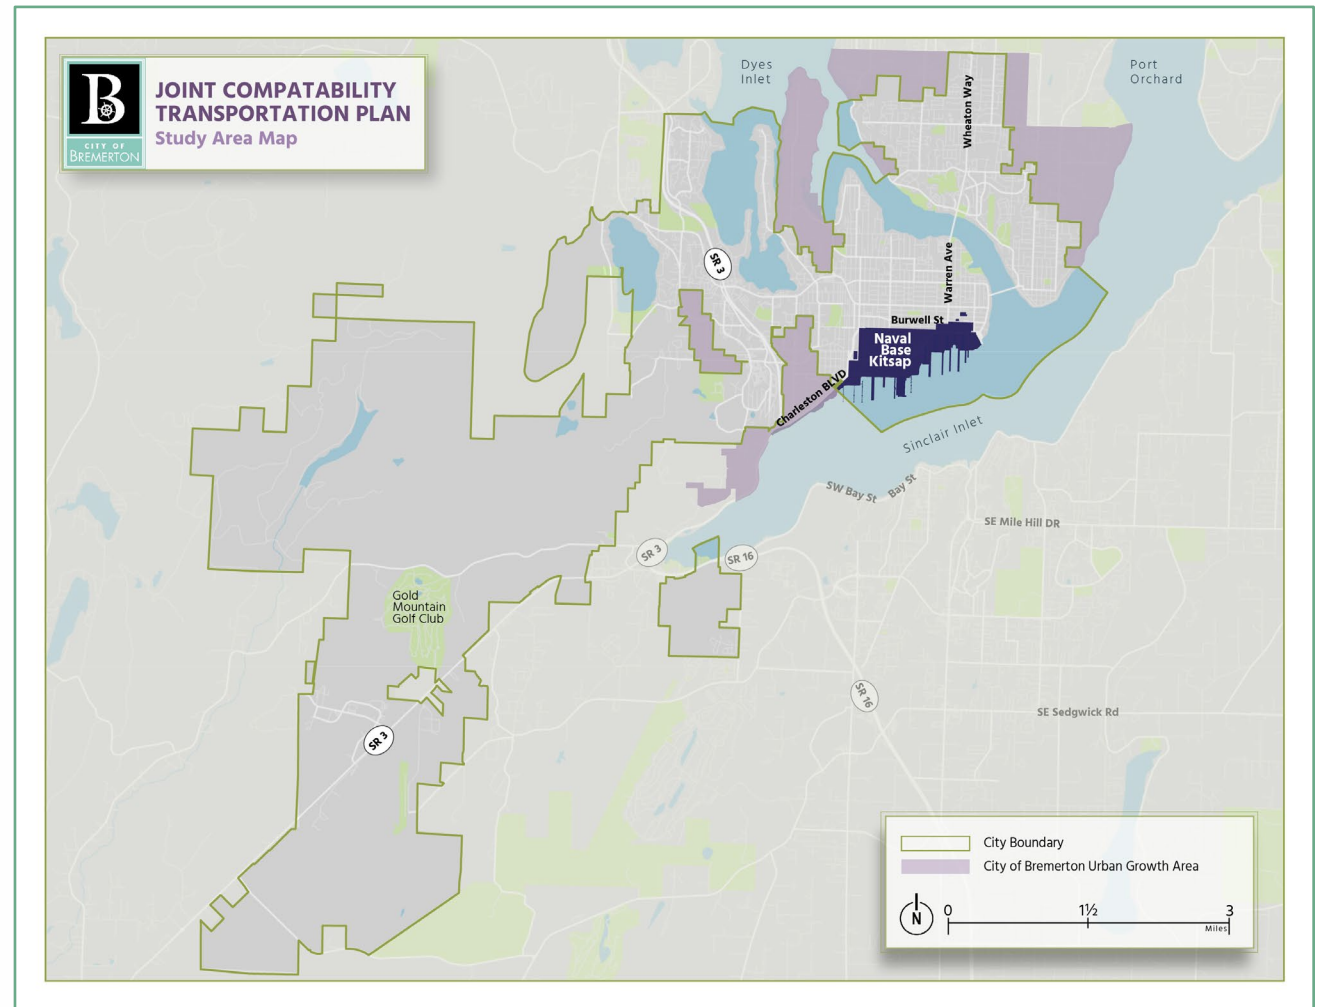 B
CITY OF
BREMERTON
JOINT COMPATABILITY
TRANSPORTATION PLAN
Study Area Map
Dyes
Inlet
Port
Orchard
Wheaton Way
SR 3
Warren Ave
Burwell St
Naval
Base
Kitsap
Charleston BLVD
Sinclair Inlet
SW Bay St
Bay St
SE Mile Hill DR
SR 3
SR 16
Gold
Mountain
Golf Club
SR 16
SE Sedgwick Rd
SR 3
City Boundary
City of Bremerton Urban Growth Area
N
0
1½
3
Miles